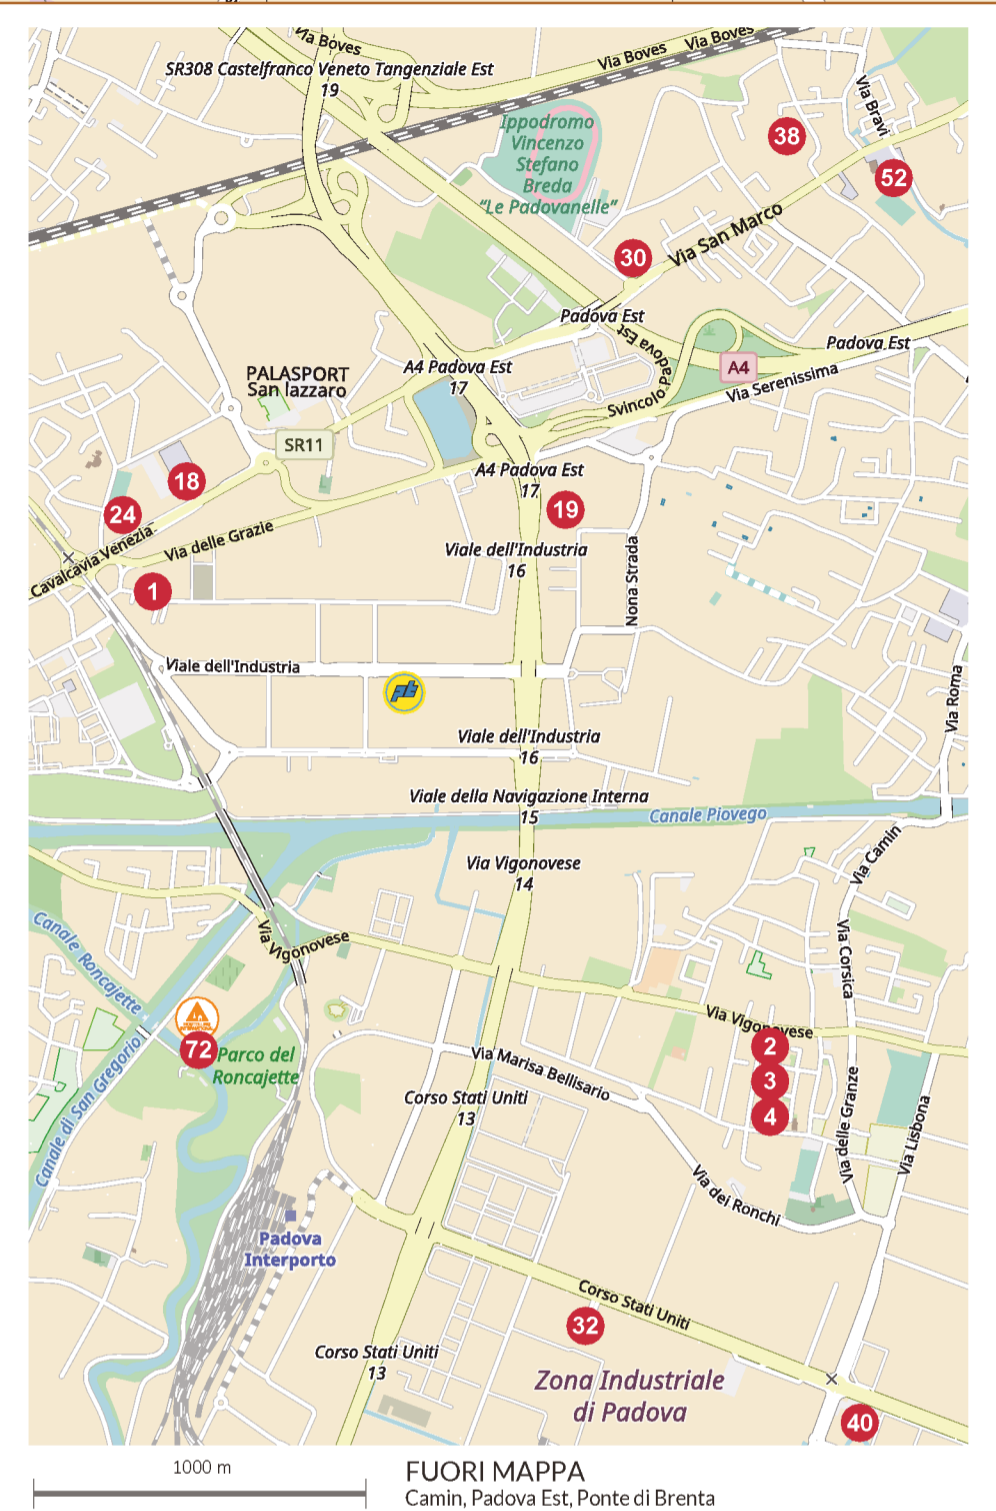 Via Boves
Via Boves
Via Boves
SR308 Castelfranco Veneto Tangenziale Est
19
Via Bravi
Ippodromo
Vincenzo
Stefano
Breda
“Le Padovanelle”
38
52
Via San Marco
30
Padova Est
Padova Est
Padova Est
A4
A4 Padova Est
17
PALASPORT
San lazzaro
Svincolo Padova Est
Via Serenissima
SR11
A4 Padova Est
17
18
24
19
Cavalcavia Venezia
Via delle Grazie
Viale dell'Industria
16
Nona Strada
1
Viale dell'Industria
pt
Via Roma
Viale dell'Industria
16
Viale della Navigazione Interna
15
Canale Piovego
Via Camin
Via Vigonovese
14
Canale Roncajette
Via Vigonovese
Via Corsica
Via Vigonovese
2
3
4
72
Parco del
Roncajette
Canale di San Gregorio
Via Marisa Bellisario
Corso Stati Uniti
13
Via delle Granze
Via Lisbona
Via dei Ronchi
Padova
Interporto
Corso Stati Uniti
32
Corso Stati Uniti
13
Zona Industriale
di Padova
40
1000 m
FUORI MAPPA
Camin, Padova Est, Ponte di Brenta